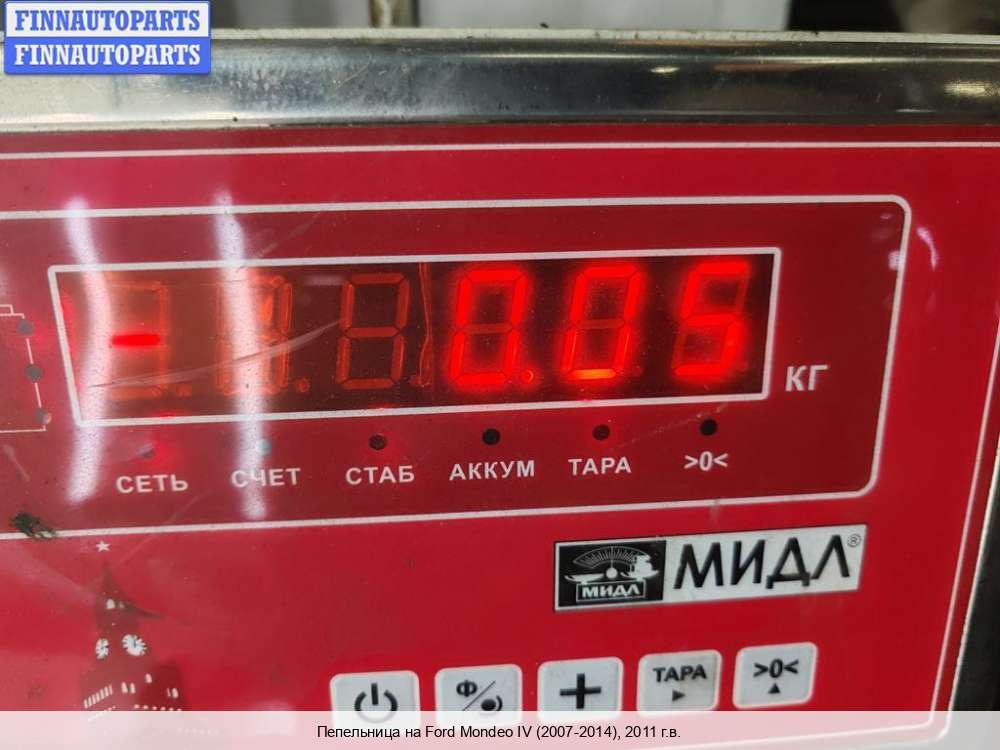 FINNAUTOPARTS
FINNAUTOPARTS
- 0.05
КГ
СЕТЬ СЧЕТ СТАБ АККУМ ТАРА >0<
МИДЛ МИДЛ®
Ф ТАРА >0<
Пепельница на Ford Mondeo IV (2007-2014), 2011 г.в.